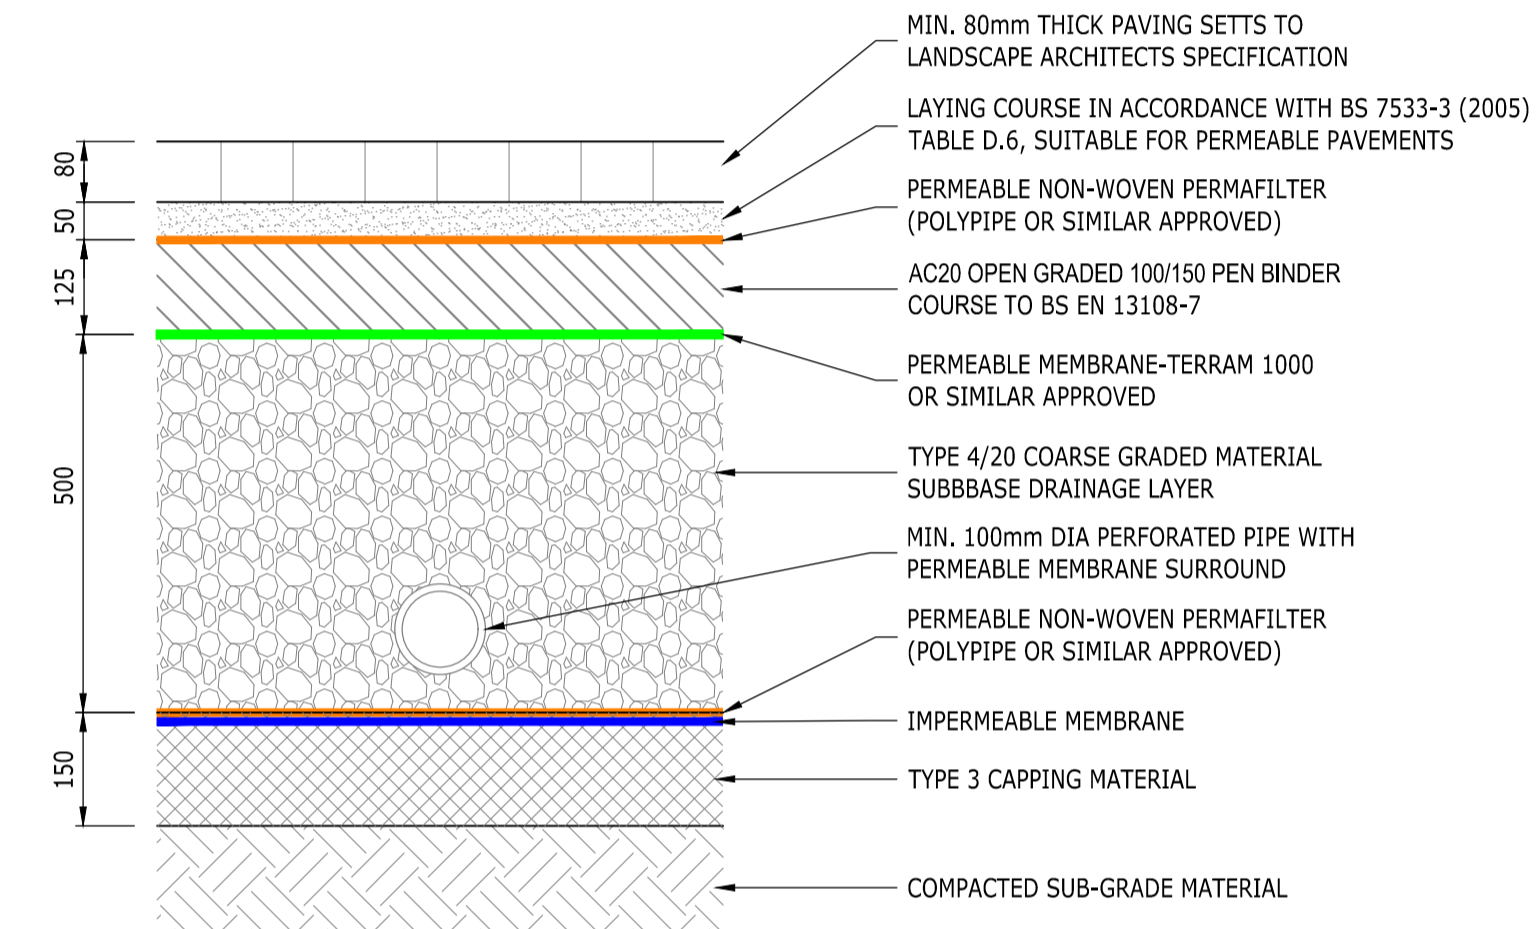 MIN. 80mm THICK PAVING SETTS TO
LANDSCAPE ARCHITECTS SPECIFICATION
LAYING COURSE IN ACCORDANCE WITH BS 7533-3 (2005)
TABLE D.6, SUITABLE FOR PERMEABLE PAVEMENTS
PERMEABLE NON-WOVEN PERMAFILTER
(POLYPIPE OR SIMILAR APPROVED)
AC20 OPEN GRADED 100/150 PEN BINDER
COURSE TO BS EN 13108-7
PERMEABLE MEMBRANE-TERRAM 1000
OR SIMILAR APPROVED
TYPE 4/20 COARSE GRADED MATERIAL
SUBBBASE DRAINAGE LAYER
MIN. 100mm DIA PERFORATED PIPE WITH
PERMEABLE MEMBRANE SURROUND
PERMEABLE NON-WOVEN PERMAFILTER
(POLYPIPE OR SIMILAR APPROVED)
IMPERMEABLE MEMBRANE
TYPE 3 CAPPING MATERIAL
COMPACTED SUB-GRADE MATERIAL
80
50
125
500
150